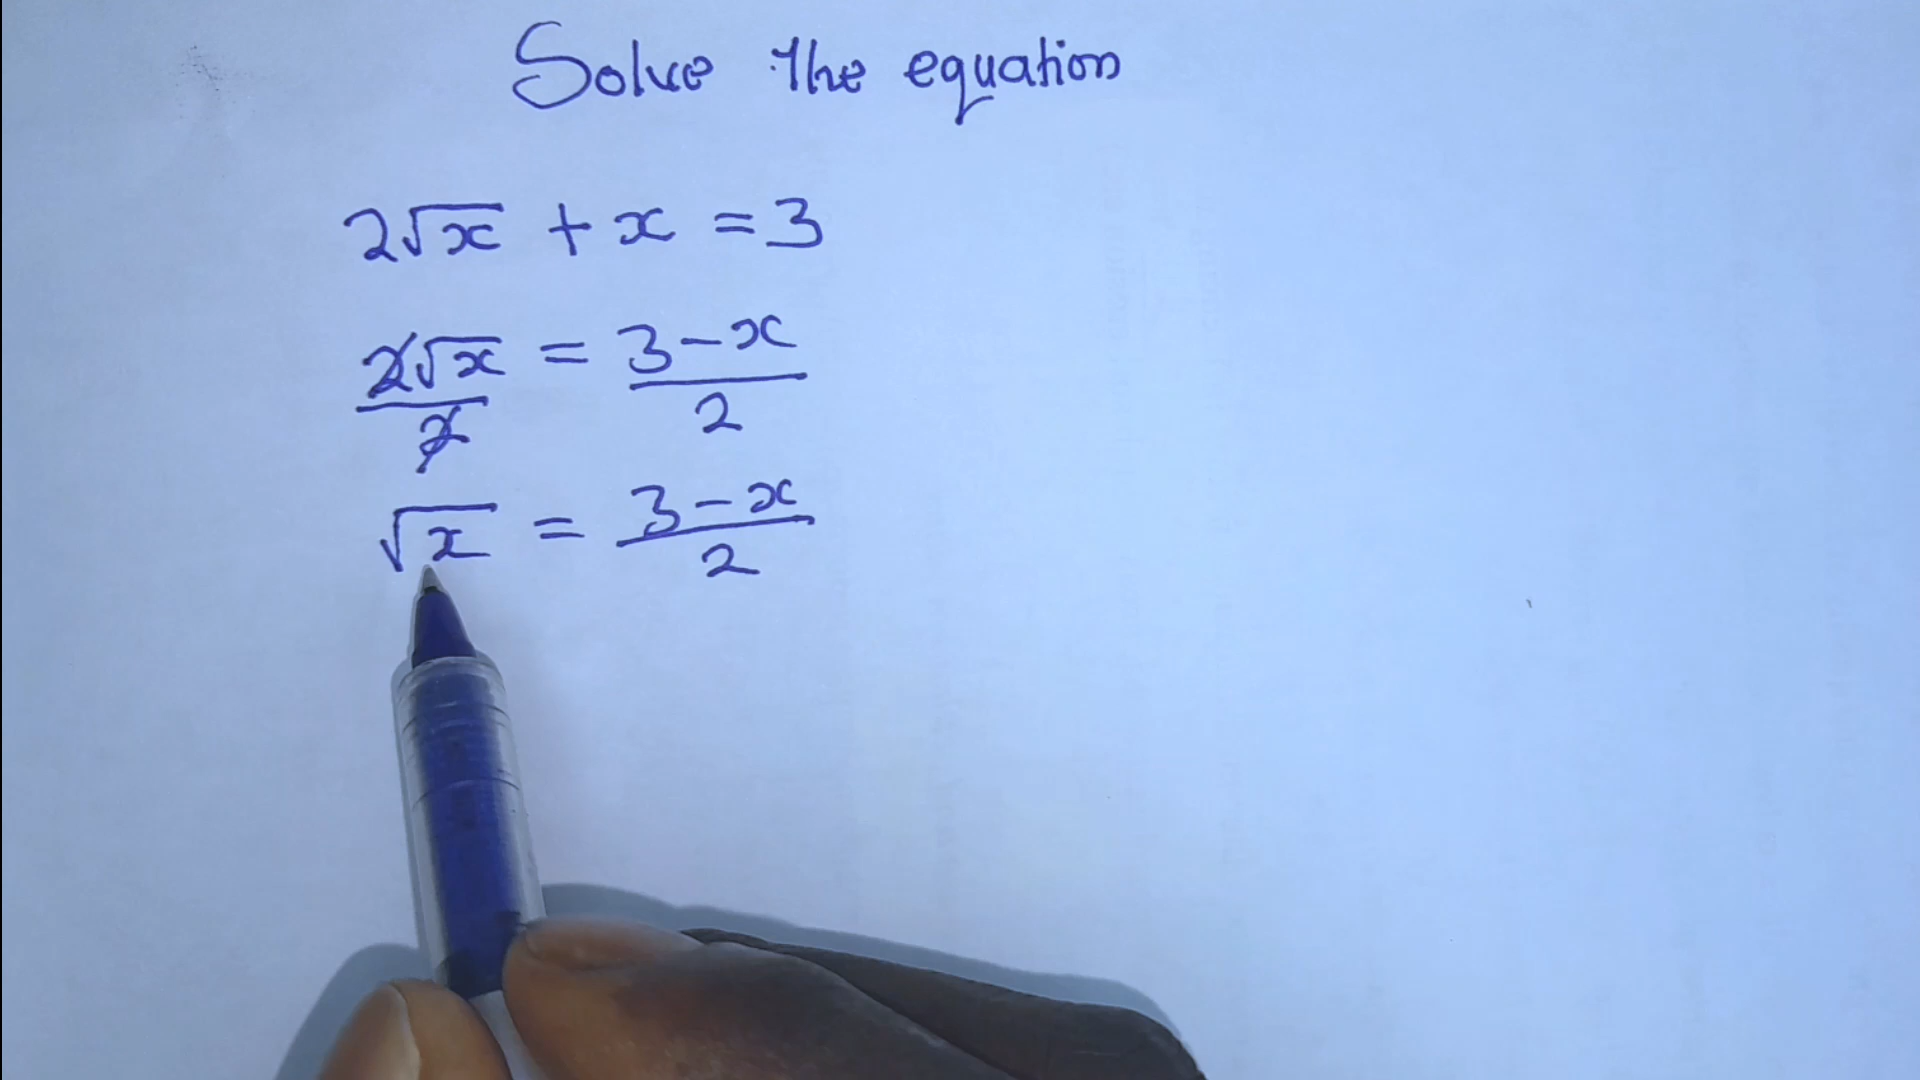 Solve the equation
2√x + x = 3
2√x/2 = 3-x/2
√x = 3-x/2